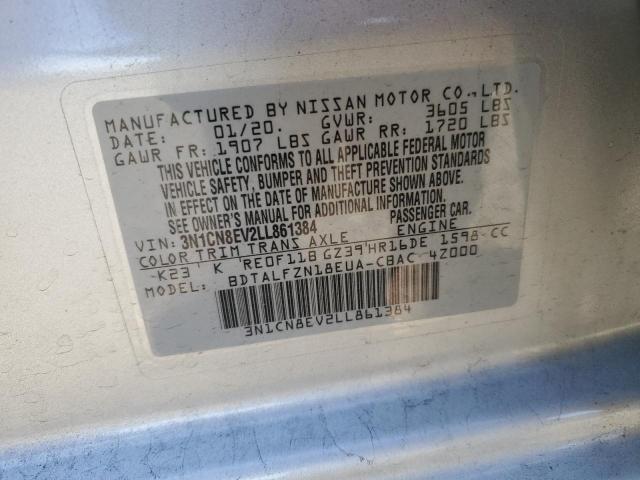 MANUFACTURED BY NISSAN MOTOR CO., LTD.
DATE: 01/20. GVWR: 3605 LBS
GAWR FR: 1907 LBS GAWR RR: 1720 LBS
THIS VEHICLE CONFORMS TO ALL APPLICABLE FEDERAL MOTOR
VEHICLE SAFETY, BUMPER AND THEFT PREVENTION STANDARDS
IN EFFECT ON THE DATE OF MANUFACTURE SHOWN ABOVE.
SEE OWNER'S MANUAL FOR ADDITIONAL INFORMATION.
VIN: 3N1CN8EV2LL861384 PASSENGER CAR.
COLOR TRIM TRANS AXLE ENGINE
-K23 K RE0F11B GZ39 HR16DE 1598-CC
BDTALFZN18EUA-CBAC 4Z000
3N1CN8EV2LL861384